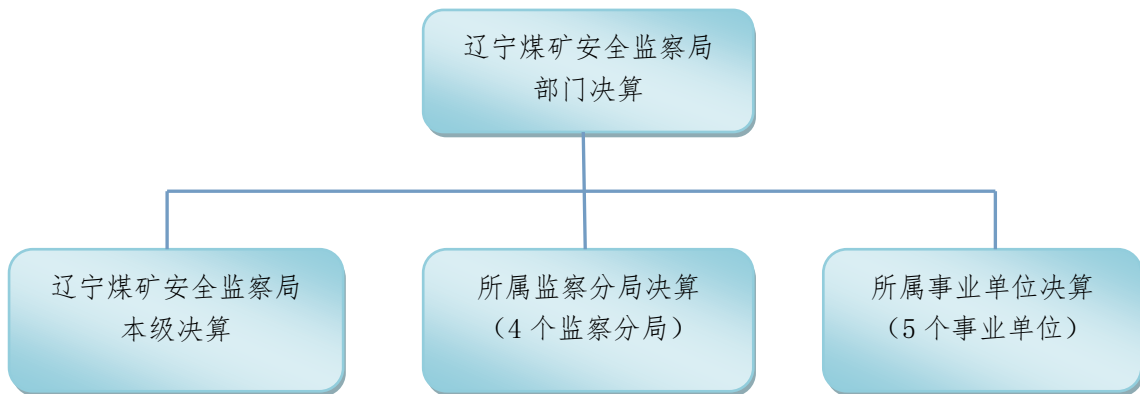 辽宁煤矿安全监察局
部门决算
辽宁煤矿安全监察局
本级决算
所属监察分局决算
（4个监察分局）
所属事业单位决算
（5个事业单位）